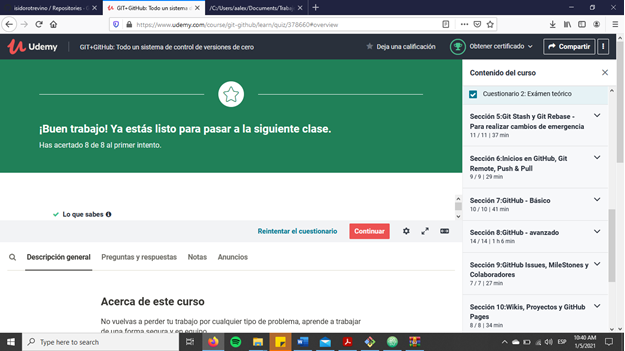 isidorotrevino / Repositories - G
GIT+GitHub: Todo un sistema d
/C:/Users/aalex/Documents/Trabaj
https://www.udemy.com/course/git-github/learn/quiz/378660#overview
Udemy
GIT+GitHub: Todo un sistema de control de versiones de cero
Deja una calificación
Obtener certificado
Compartir
¡Buen trabajo! Ya estás listo para pasar a la siguiente clase.
Has acertado 8 de 8 al primer intento.
Lo que sabes
Reintentar el cuestionario
Continuar
Descripción general
Preguntas y respuestas
Notas
Anuncios
Acerca de este curso
No vuelvas a perder tu trabajo por cualquier tipo de problema, aprende a trabajar
de una forma segura y en equipo
Contenido del curso
Cuestionario 2: Exámen teórico
Sección 5:Git Stash y Git Rebase -
Para realizar cambios de emergencia
11 / 11 | 37 min
Sección 6:Inicios en GitHub, Git
Remote, Push & Pull
9 / 9 | 29 min
Sección 7:GitHub - Básico
10 / 10 | 41 min
Sección 8:GitHub - avanzado
14 / 14 | 1 h 6 min
Sección 9:GitHub Issues, MileStones y
Colaboradores
7 / 7 | 27 min
Sección 10:Wikis, Proyectos y GitHub
Pages
8 / 8 | 34 min
Type here to search
ESP
10:40 AM
1/5/2021